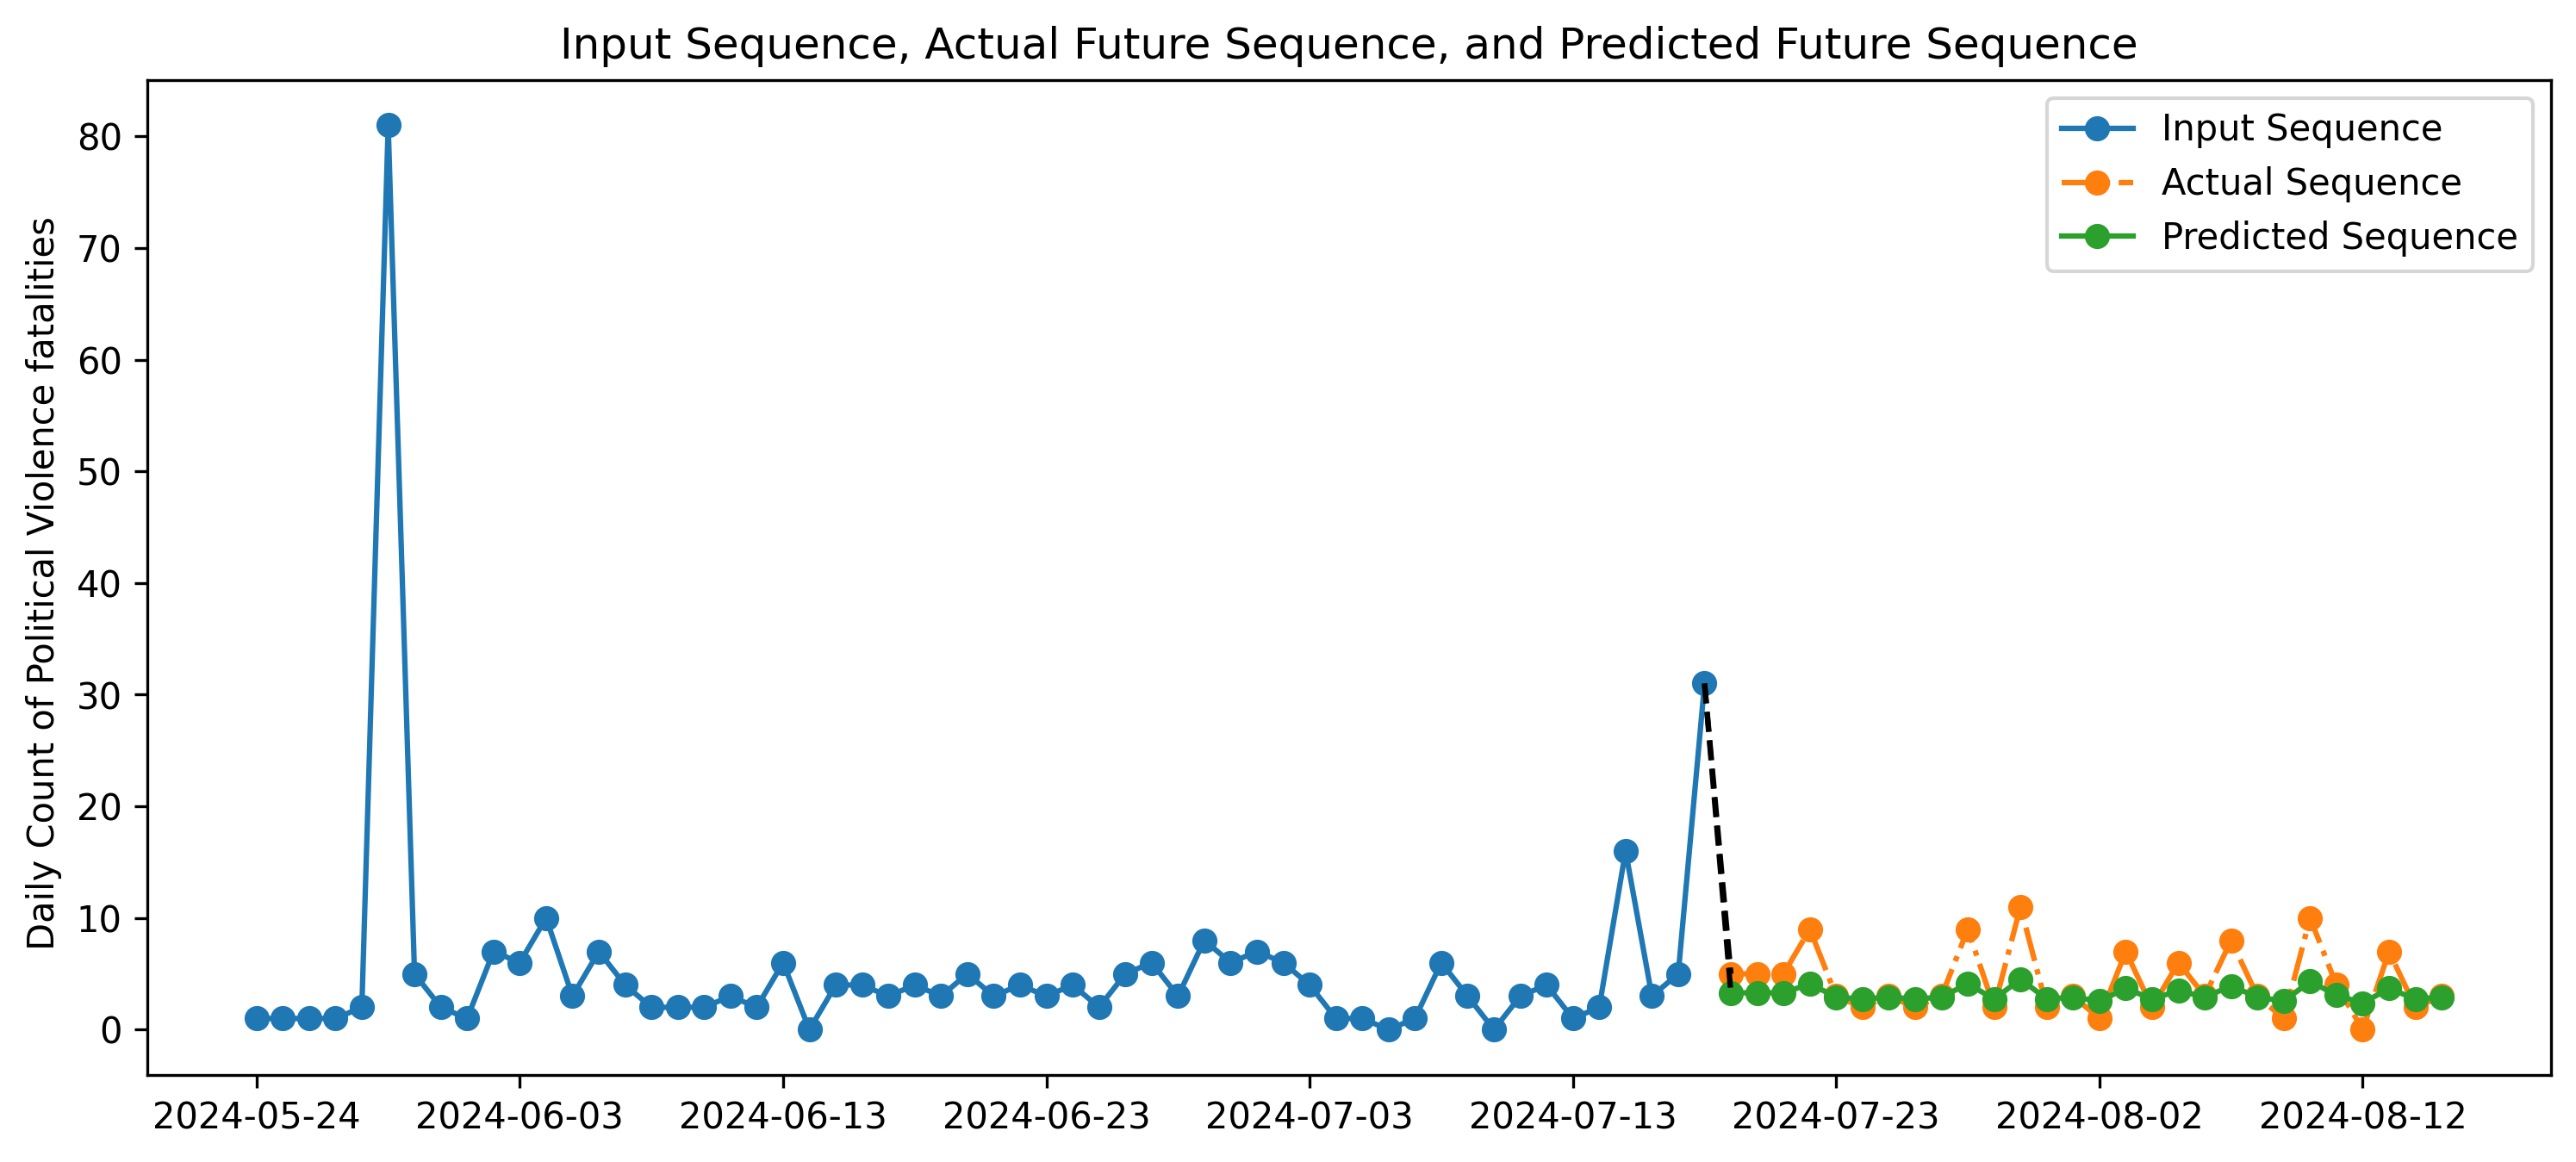 Input Sequence, Actual Future Sequence, and Predicted Future Sequence
Daily Count of Political Violence fatalities
80
70
60
50
40
30
20
10
0
Input Sequence
Actual Sequence
Predicted Sequence
2024-05-24 2024-06-03 2024-06-13 2024-06-23 2024-07-03 2024-07-13 2024-07-23 2024-08-02 2024-08-12